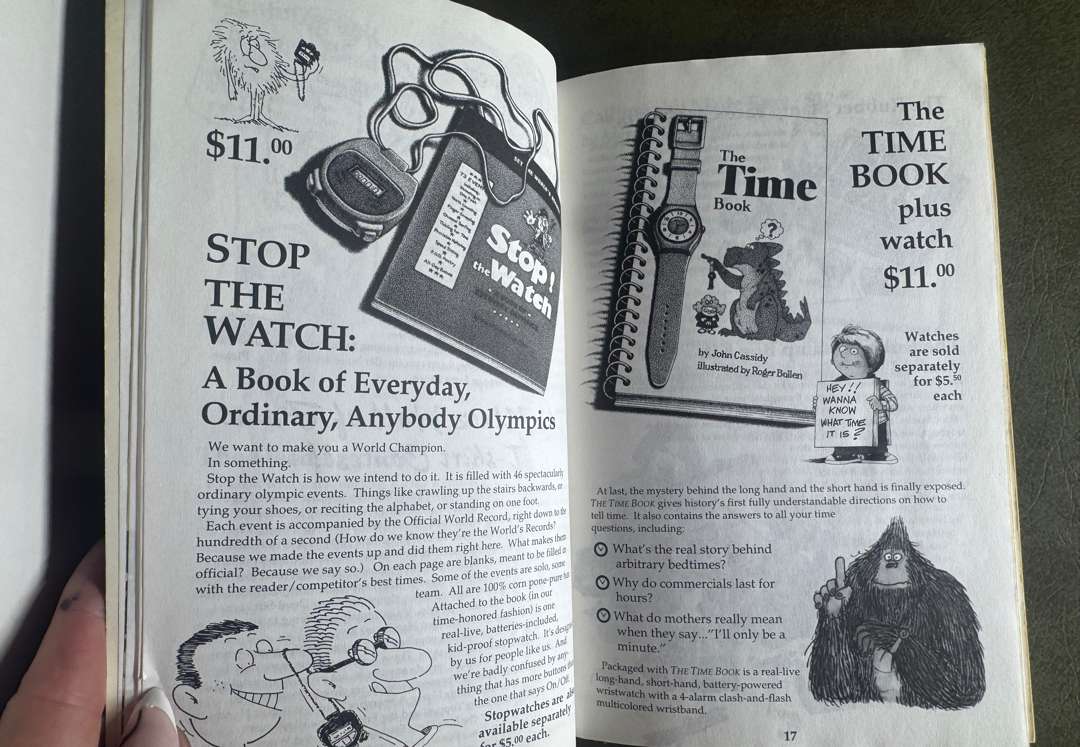 $11.00
STOP
THE
WATCH:
A Book of Everyday,
Ordinary, Anybody Olympics
Stop!
the Watch
We want to make you a World Champion.
In something.
Stop the Watch is how we intend to do it. It is filled with 46 spectacularly
ordinary olympic events. Things like crawling up the stairs backwards, or
tying your shoes, or reciting the alphabet, or standing on one foot.
Each event is accompanied by the Official World Record, right down to the
hundredth of a second (How do we know they're the World's Records?
Because we made the events up and did them right here. What makes them
official? Because we say so.) On each page are blanks, meant to be filled in
with the reader/competitor's best times. Some of the events are solo, some
team. All are 100% corn pone-pure
Attached to the book (in our
time-honored fashion) is one
real-live, batteries-included,
kid-proof stopwatch. It's
by us for people like us. And
we're badly confused by any-
thing that has more buttons
the one that says On/Off.
Stopwatches are
available separately
for $5.00 each.
The
TIME
BOOK
plus
watch
$11.00
The
Time
Book
?
by John Cassidy
illustrated by Roger Bollen
HEY!!
WANNA
KNOW
WHAT TIME
IT IS?
Watches
are sold
separately
for $5.50
each
At last, the mystery behind the long hand and the short hand is finally exposed.
THE TIME BOOK gives history's first fully understandable directions on how to
tell time. It also contains the answers to all your time
questions, including:
What's the real story behind
arbitrary bedtimes?
Why do commercials last for
hours?
What do mothers really mean
when they say..."I'll only be a
minute."
Packaged with THE TIME BOOK is a real-live
long-hand, short-hand, battery-powered
wristwatch with a 4-alarm clash-and-flash
multicolored wristband.
17